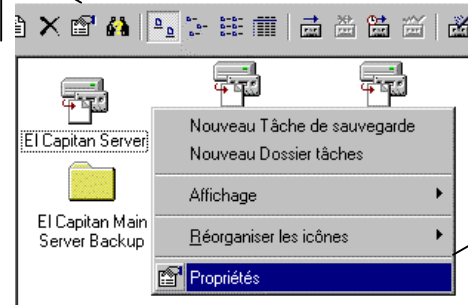 El Capitan Server
Nouveau Tâche de sauvegarde
Nouveau Dossier tâches
Affichage
El Capitan Main
Server Backup
Réorganiser les icônes
Propriétés